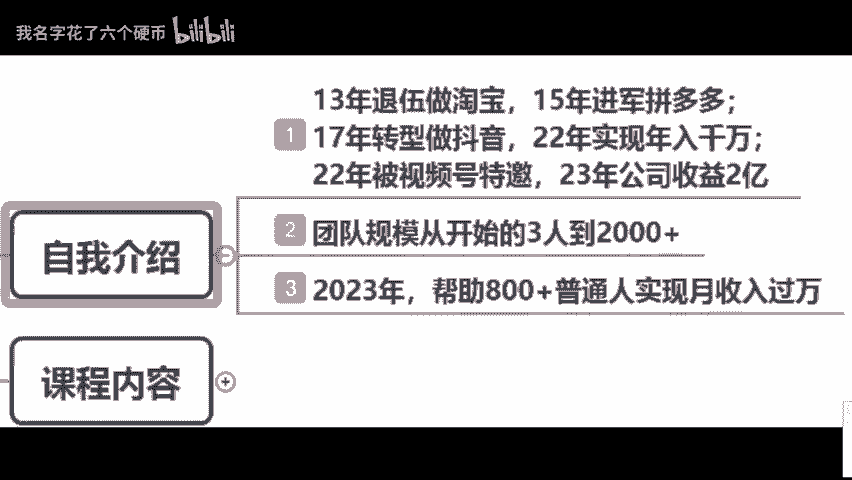 我名字花了六个硬币 bilibili
1 13年退伍做淘宝，15年进军拼多多；
17年转型做抖音，22年实现年入千万；
22年被视频号特邀，23年公司收益2亿
2 团队规模从开始的3人到2000+
自我介绍
3 2023年，帮助800+普通人实现月收入过万
课程内容